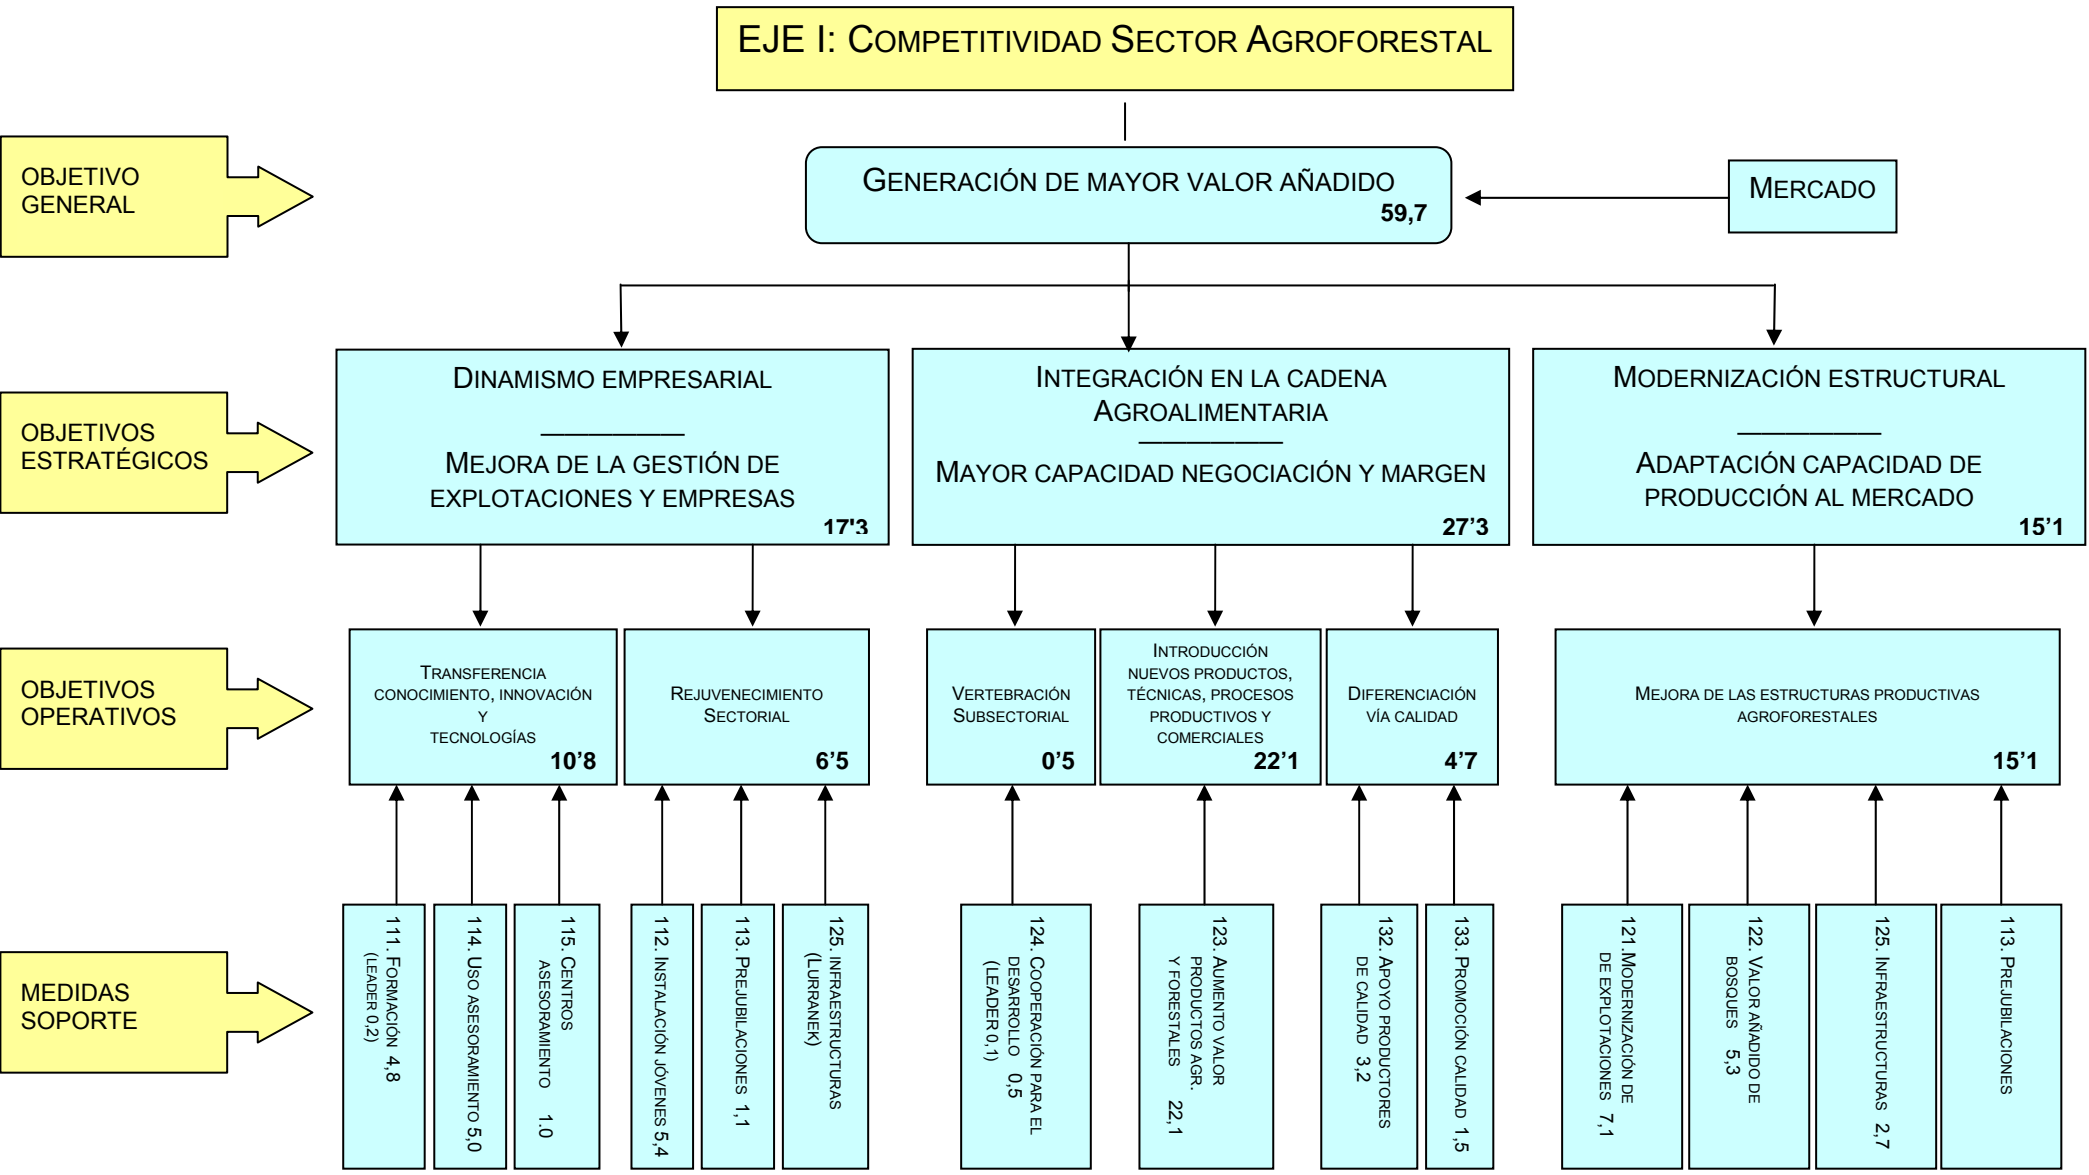 EJE I: COMPETITIVIDAD SECTOR AGROFORESTAL
OBJETIVO
GENERAL
GENERACIÓN DE MAYOR VALOR AÑADIDO
59,7
MERCADO
OBJETIVOS
ESTRATÉGICOS
DINAMISMO EMPRESARIAL
MEJORA DE LA GESTIÓN DE
EXPLOTACIONES Y EMPRESAS
17'3
INTEGRACIÓN EN LA CADENA
AGROALIMENTARIA
MAYOR CAPACIDAD NEGOCIACIÓN Y MARGEN
27’3
MODERNIZACIÓN ESTRUCTURAL
ADAPTACIÓN CAPACIDAD DE
PRODUCCIÓN AL MERCADO
15’1
OBJETIVOS
OPERATIVOS
TRANSFERENCIA
CONOCIMIENTO, INNOVACIÓN
Y
TECNOLOGÍAS
10’8
REJUVENECIMIENTO
SECTORIAL
6’5
VERTEBRACIÓN
SUBSECTORIAL
0’5
INTRODUCCIÓN
NUEVOS PRODUCTOS,
TÉCNICAS, PROCESOS
PRODUCTIVOS Y
COMERCIALES
22’1
DIFERENCIACIÓN
VÍA CALIDAD
4’7
MEJORA DE LAS ESTRUCTURAS PRODUCTIVAS
AGROFORESTALES
15’1
MEDIDAS
SOPORTE
111. FORMACIÓN 4,8
(LEADER 0,2)
114. USO ASESORAMIENTO 5,0
115. CENTROS
ASESORAMIENTO 1.0
112. INSTALACIÓN JÓVENES 5,4
113. PREJUBILACIONES 1,1
125. INFRAESTRUCTURAS
(LURRANEK)
124. COOPERACIÓN PARA EL
DESARROLLO 0,5
(LEADER 0,1)
123. AUMENTO VALOR
PRODUCTOS AGR.
Y FORESTALES 22,1
132. APOYO PRODUCTORES
DE CALIDAD 3,2
133. PROMOCIÓN CALIDAD 1,5
121.MODERNIZACIÓN DE
DE EXPLOTACIONES 7,1
122. VALOR AÑADIDO DE
BOSQUES 5,3
125. INFRAESTRUCTURAS 2,7
113. PREJUBILACIONES